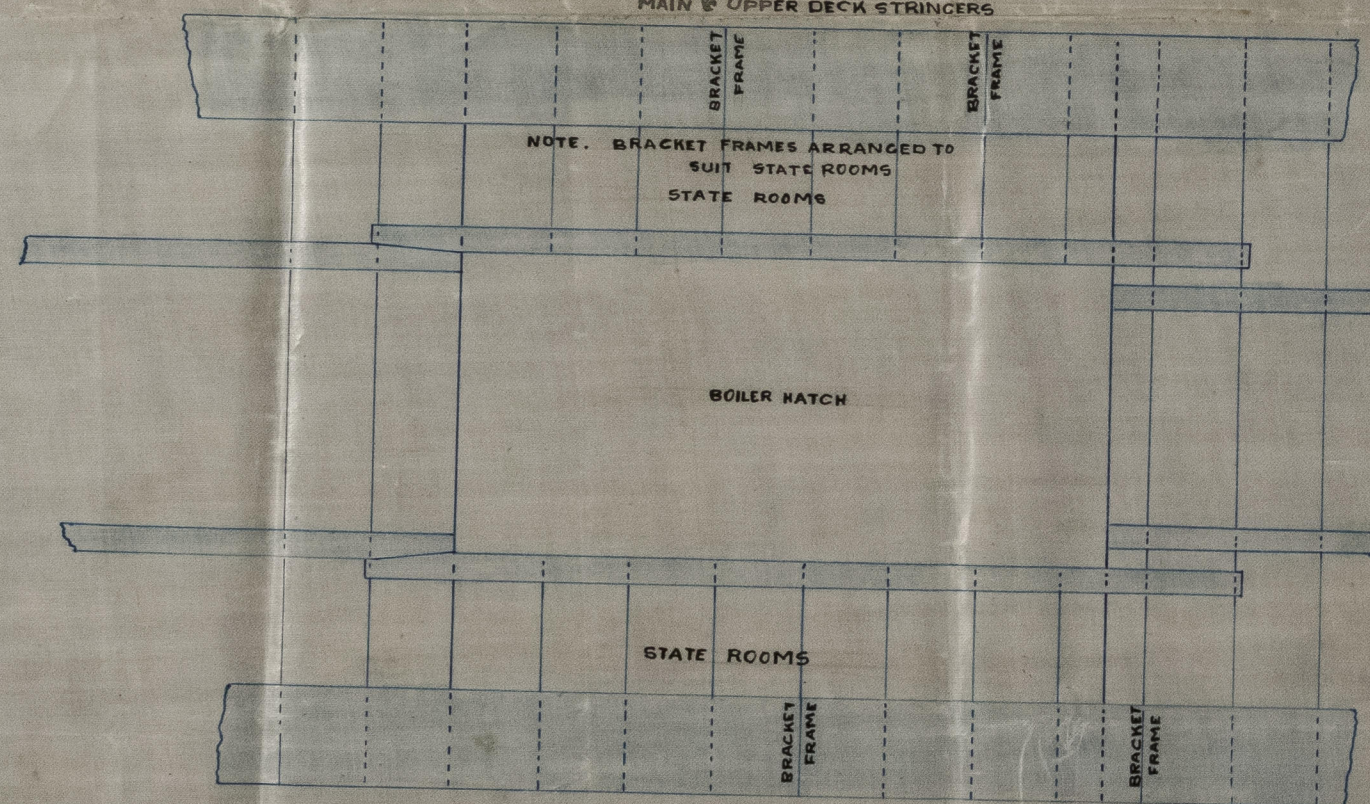 MAIN & UPPER DECK STRINGERS
BRACKET
FRAME
BRACKET
FRAME
NOTE. BRACKET FRAMES ARRANGED TO
SUIT STATE ROOMS
STATE ROOMS
BOILER HATCH
STATE ROOMS
BRACKET
FRAME
BRACKET
FRAME